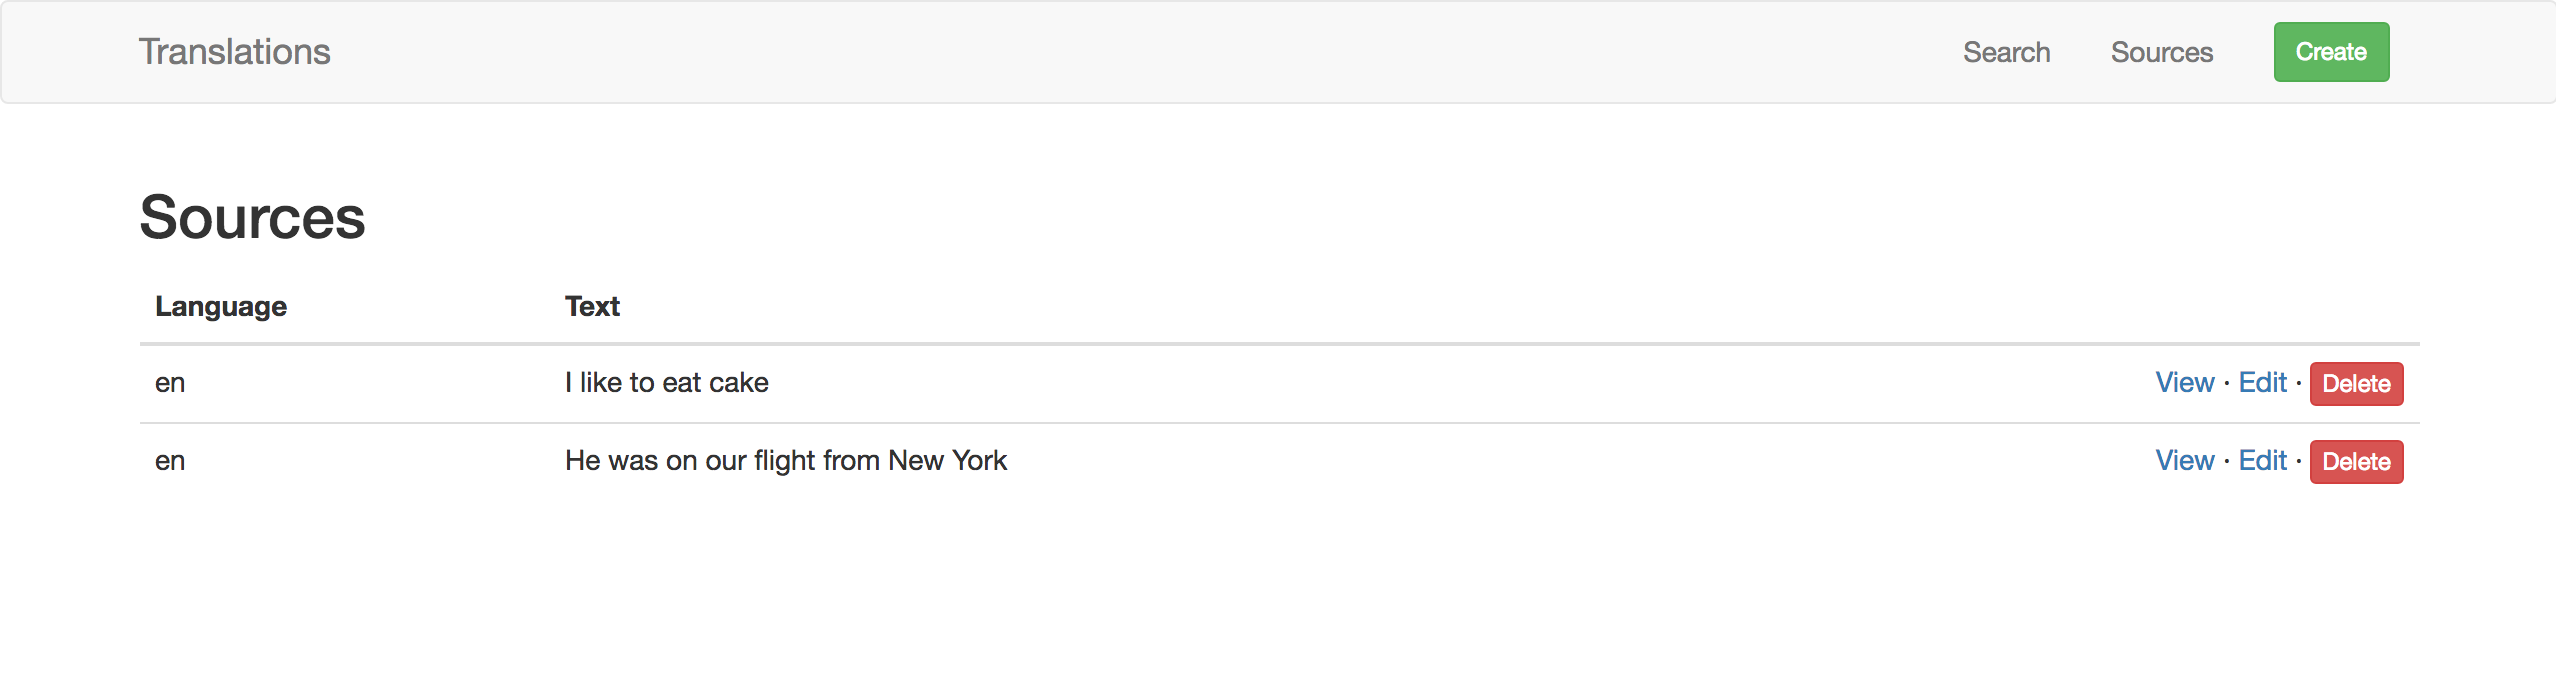 Translations Search Sources Create
Sources
Language Text
en I like to eat cake View · Edit · Delete
en He was on our flight from New York View · Edit · Delete